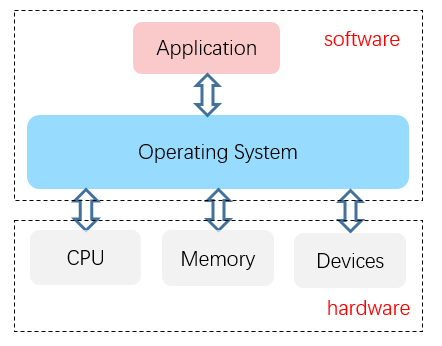 software
Application
Operating System
CPU
Memory
Devices
hardware